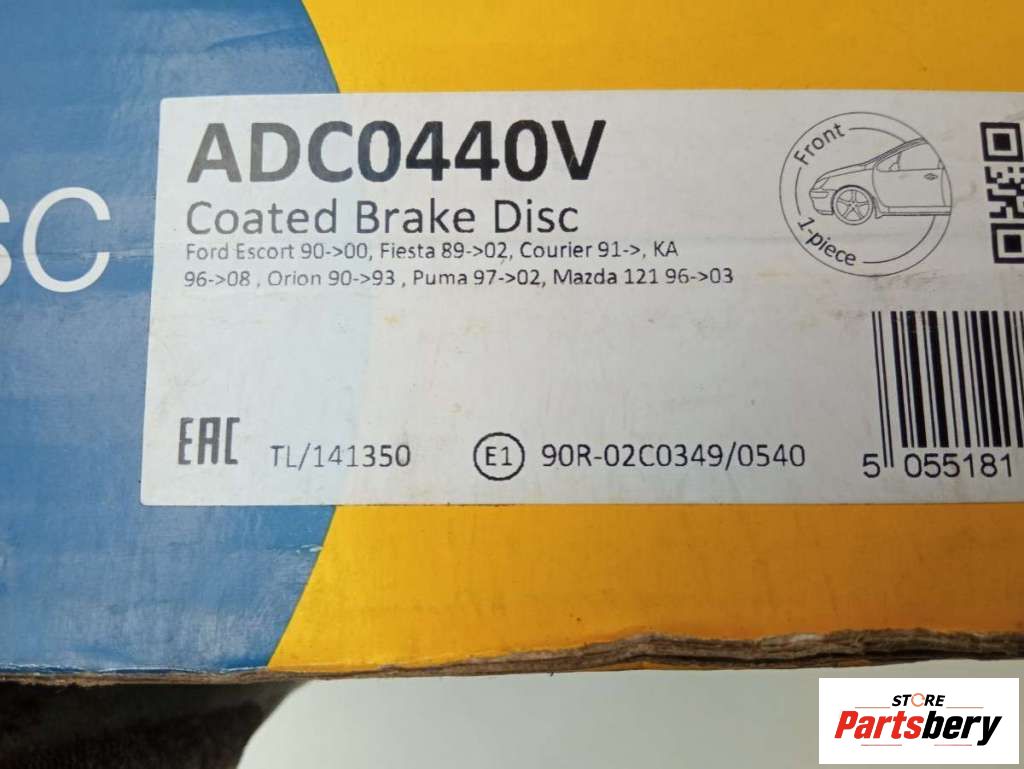 SC
ADC0440V
Coated Brake Disc
Ford Escort 90->00, Fiesta 89->02, Courier 91->, KA
96->08 , Orion 90->93 , Puma 97->02, Mazda 121 96->03
Front
1-piece
EAC TL/141350 E1 90R-02C0349/0540
5 055181
STORE
Partsbery